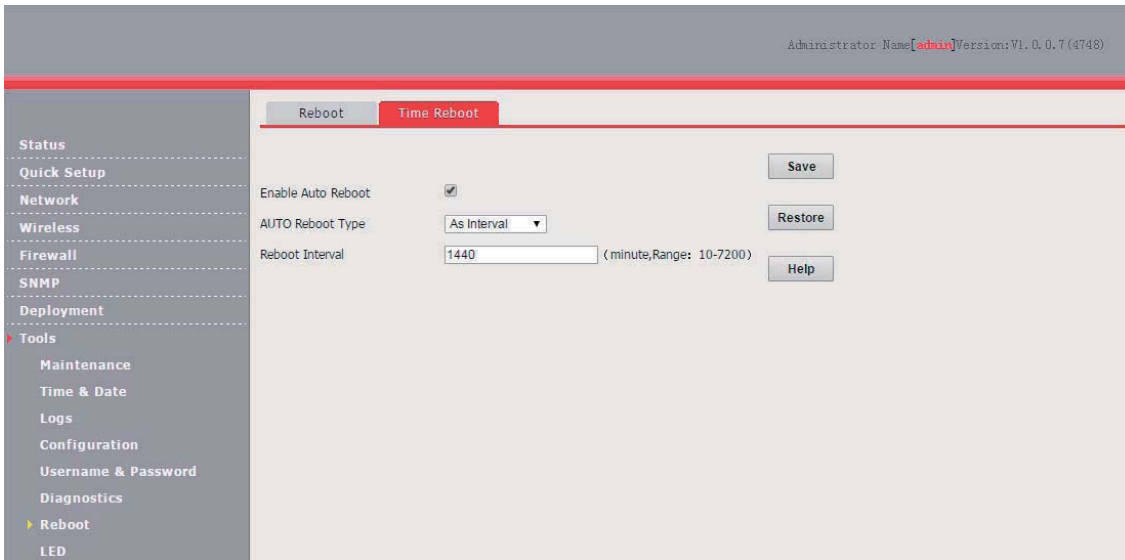 Administrator Name[admin]Version:V1.0.0.7(4748)
Reboot
Time Reboot
Status
Quick Setup
Network
Wireless
Firewall
SNMP
Deployment
Tools
Maintenance
Time & Date
Logs
Configuration
Username & Password
Diagnostics
Reboot
LED
Enable Auto Reboot
AUTO Reboot Type As Interval
Reboot Interval 1440 (minute,Range: 10-7200)
Save
Restore
Help